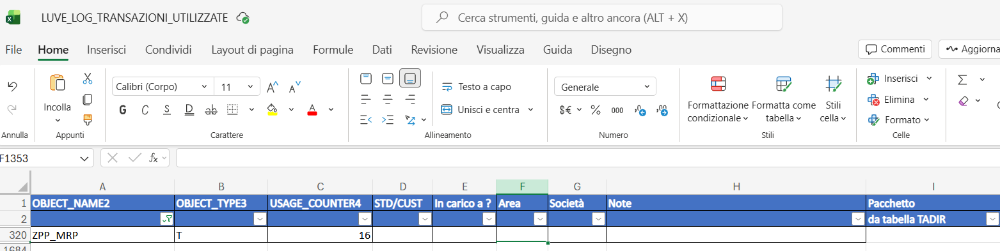 LUVE_LOG_TRANSAZIONI_UTILIZZATE
Cerca strumenti, guida e altro ancora (ALT + X)
File Home Inserisci Condividi Layout di pagina Formule Dati Revisione Visualizza Guida Disegno
Commenti Aggiorna
Incolla
Calibri (Corpo) 11
G C S D ab
Testo a capo
Unisci e centra
Generale
$€ % 000
Formattazione condizionale
Formatta come tabella
Stili cella
Inserisci
Elimina
Formato
Annulla Appunti Carattere Allineamento Numero Stili Celle
F1353 fx
A B C D E F G H I
1 OBJECT_NAME2 OBJECT_TYPE3 USAGE_COUNTER4 STD/CUST In carico a ? Area Società Note Pacchetto
2 da tabella TADIR
320 ZPP_MRP T 16
1684